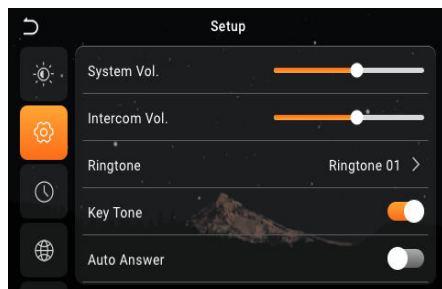 Setup
System Vol.
Intercom Vol.
Ringtone Ringtone 01
Key Tone
Auto Answer